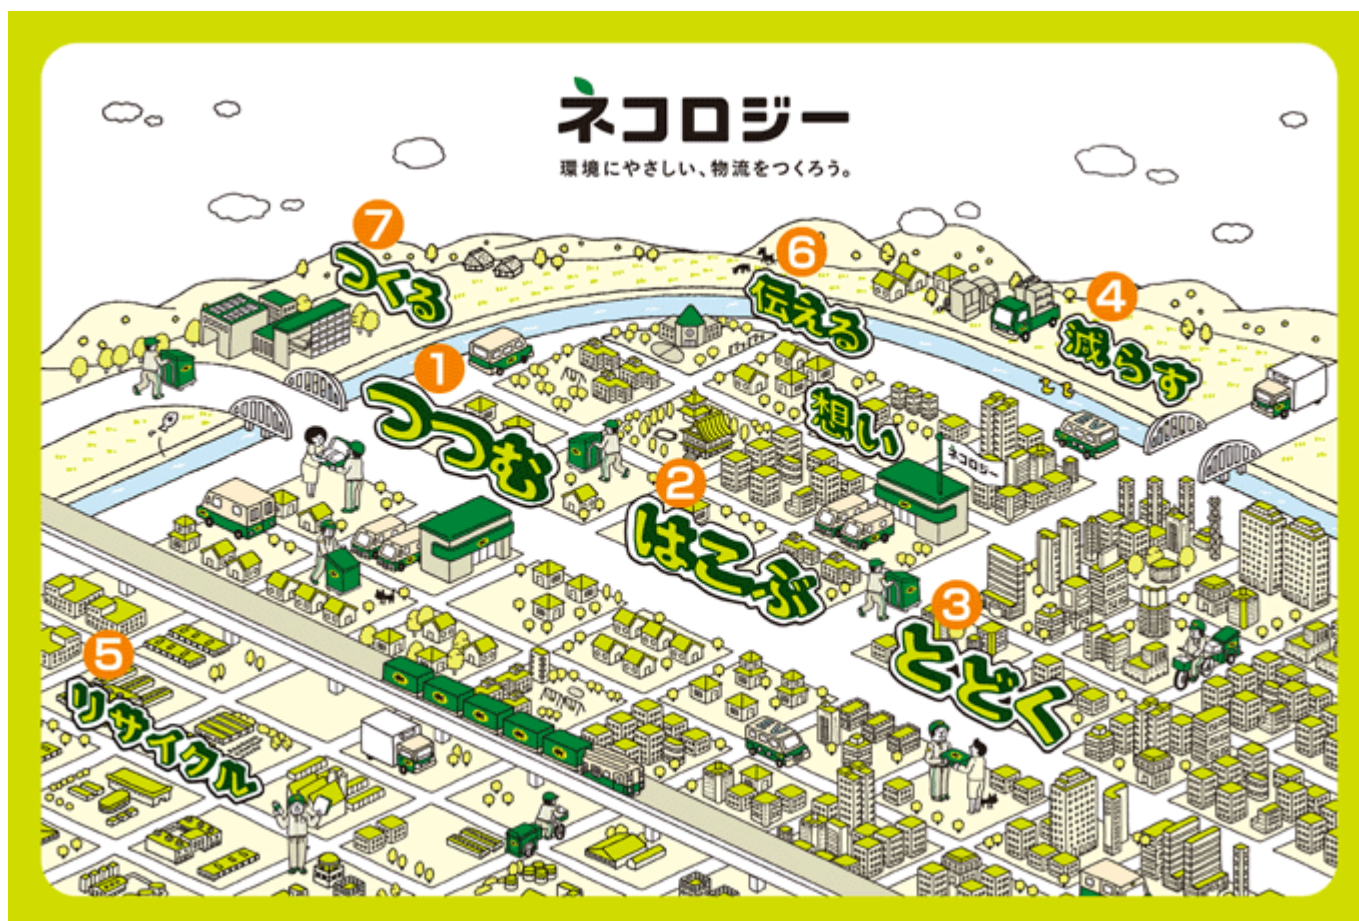 ネコロジー
環境にやさしい、物流をつくろう。
7
つくる
6
伝える
4
減らす
1
つつむ
想い
ネコロジー
2
はこぶ
3
とどく
5
リサイクル